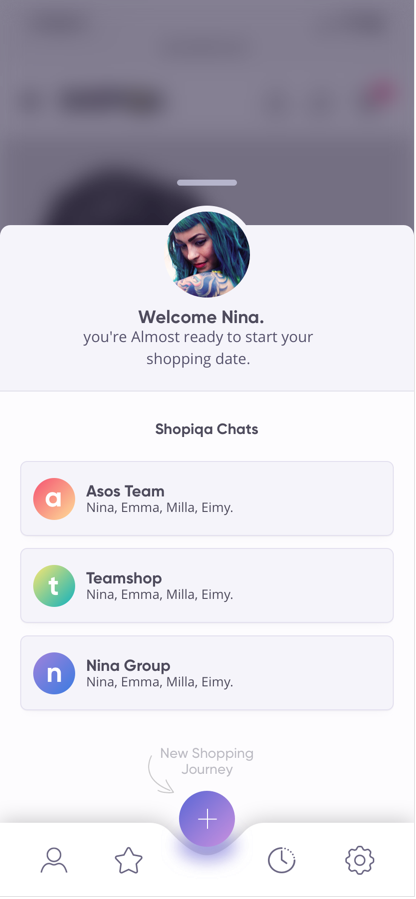 Welcome Nina.
you're Almost ready to start your
shopping date.
Shopiqa Chats
a
Asos Team
Nina, Emma, Milla, Eimy.
t
Teamshop
Nina, Emma, Milla, Eimy.
n
Nina Group
Nina, Emma, Milla, Eimy.
New Shopping
Journey